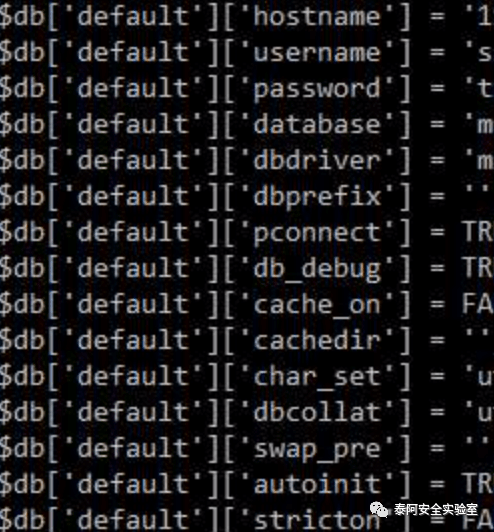 $db['default']['hostname'] = '1
$db['default']['username'] = 's
$db['default']['password'] = 't
$db['default']['database'] = 'm
$db['default']['dbdriver'] = 'm
$db['default']['dbprefix'] = ''
$db['default']['pconnect'] = TR
$db['default']['db_debug'] = TR
$db['default']['cache_on'] = FA
$db['default']['cachedir'] = ''
$db['default']['char_set'] = 'u
$db['default']['dbcollat'] = 'u
$db['default']['swap_pre'] = ''
$db['default']['autoinit'] = TR
$db['default']['stricton'] = FA
泰阿安全实验室